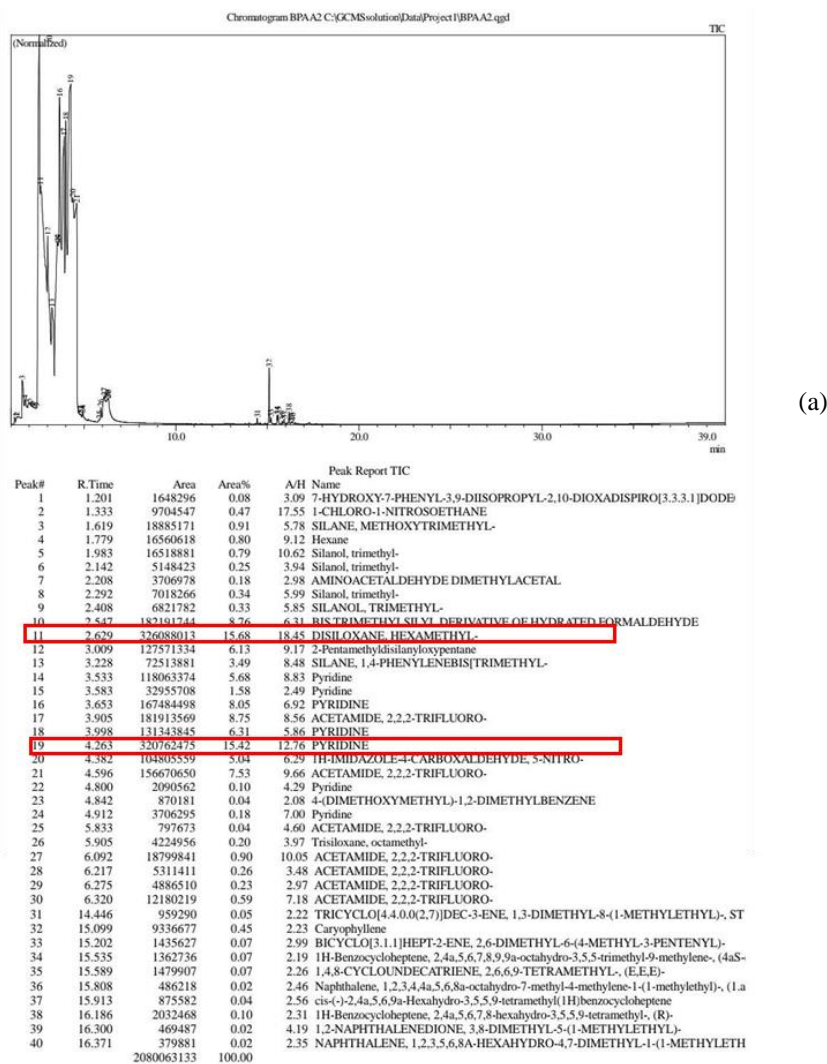 Chromatogram BPAA2 C:\GCMSsolution\Data\Project1\BPAA2.qgd
TIC
(Normalized)
16
19
18
17
11
12
13
21
3
32
31
38
(a)
10.0 20.0 30.0 39.0
min
Peak Report TIC
Peak# R.Time Area Area% A/H Name
1 1.201 1648296 0.08 3.09 7-HYDROXY-7-PHENYL-3,9-DIISOPROPYL-2,10-DIOXADISPIRO[3.3.3.1]DODE
2 1.333 9704547 0.47 17.55 1-CHLORO-1-NITROSOETHANE
3 1.619 18885171 0.91 5.78 SILANE, METHOXYTRIMETHYL-
4 1.779 16560618 0.80 9.12 Hexane
5 1.983 16518881 0.79 10.62 Silanol, trimethyl-
6 2.142 5148423 0.25 3.94 Silanol, trimethyl-
7 2.208 3706978 0.18 2.98 AMINOACETALDEHYDE DIMETHYLACETAL
8 2.292 7018266 0.34 5.99 Silanol, trimethyl-
9 2.408 6821782 0.33 5.85 SILANOL, TRIMETHYL-
10 2.547 182191744 8.76 6.31 BIS TRIMETHYLSILYL DERIVATIVE OF HYDRATED FORMALDEHYDE
11 2.629 326088013 15.68 18.45 DISILOXANE, HEXAMETHYL-
12 3.009 127571334 6.13 9.17 2-Pentamethyldisilanyloxypentane
13 3.228 72513881 3.49 8.48 SILANE, 1,4-PHENYLENEBIS[TRIMETHYL-
14 3.533 118063374 5.68 8.83 Pyridine
15 3.583 32955708 1.58 2.49 Pyridine
16 3.653 167484498 8.05 6.92 PYRIDINE
17 3.905 181913569 8.75 8.56 ACETAMIDE, 2,2,2-TRIFLUORO-
18 3.998 131343845 6.31 5.86 PYRIDINE
19 4.263 320762475 15.42 12.76 PYRIDINE
20 4.382 104805559 5.04 6.29 1H-IMIDAZOLE-4-CARBOXALDEHYDE, 5-NITRO-
21 4.596 156670650 7.53 9.66 ACETAMIDE, 2,2,2-TRIFLUORO-
22 4.800 2090562 0.10 4.29 Pyridine
23 4.842 870181 0.04 2.08 4-(DIMETHOXYMETHYL)-1,2-DIMETHYLBENZENE
24 4.912 3706295 0.18 7.00 Pyridine
25 5.833 797673 0.04 4.60 ACETAMIDE, 2,2,2-TRIFLUORO-
26 5.905 4224956 0.20 3.97 Trisiloxane, octamethyl-
27 6.092 18799841 0.90 10.05 ACETAMIDE, 2,2,2-TRIFLUORO-
28 6.217 5311411 0.26 3.48 ACETAMIDE, 2,2,2-TRIFLUORO-
29 6.275 4886510 0.23 2.97 ACETAMIDE, 2,2,2-TRIFLUORO-
30 6.320 12180219 0.59 7.18 ACETAMIDE, 2,2,2-TRIFLUORO-
31 14.446 959290 0.05 2.22 TRICYCLO[4.4.0.0(2,7)]DEC-3-ENE, 1,3-DIMETHYL-8-(1-METHYLETHYL)-, ST
32 15.099 9336677 0.45 2.23 Caryophyllene
33 15.202 1435627 0.07 2.99 BICYCLO[3.1.1]HEPT-2-ENE, 2,6-DIMETHYL-6-(4-METHYL-3-PENTENYL)-
34 15.535 1362736 0.07 2.19 1H-Benzocycloheptene, 2,4a,5,6,7,8,9,9a-octahydro-3,5,5-trimethyl-9-methylene-, (4aS-
35 15.589 1479907 0.07 2.26 1,4,8-CYCLOUNDECATRIENE, 2,6,6,9-TETRAMETHYL-, (E,E,E)-
36 15.808 486218 0.02 2.46 Naphthalene, 1,2,3,4,4a,5,6,8a-octahydro-7-methyl-4-methylene-1-(1-methylethyl)-, (1.a
37 15.913 875582 0.04 2.56 cis-(-)-2,4a,5,6,9a-Hexahydro-3,5,5,9-tetramethyl(1H)benzocycloheptene
38 16.186 2032468 0.10 2.31 1H-Benzocycloheptene, 2,4a,5,6,7,8-hexahydro-3,5,5,9-tetramethyl-, (R)-
39 16.300 469487 0.02 4.19 1,2-NAPHTHALENEDIONE, 3,8-DIMETHYL-5-(1-METHYLETHYL)-
40 16.371 379881 0.02 2.35 NAPHTHALENE, 1,2,3,5,6,8A-HEXAHYDRO-4,7-DIMETHYL-1-(1-METHYLETH
2080063133 100.00